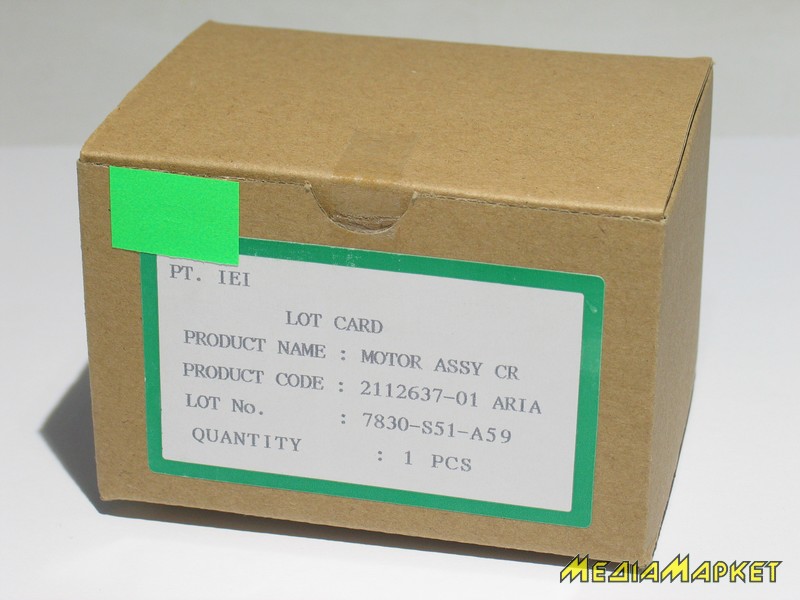 PT. IEI
LOT CARD
PRODUCT NAME : MOTOR ASSY CR
PRODUCT CODE : 2112637-01 ARIA
LOT No. : 7830-S51-A59
QUANTITY : 1 PCS
МЕДІАМАРКЕТ